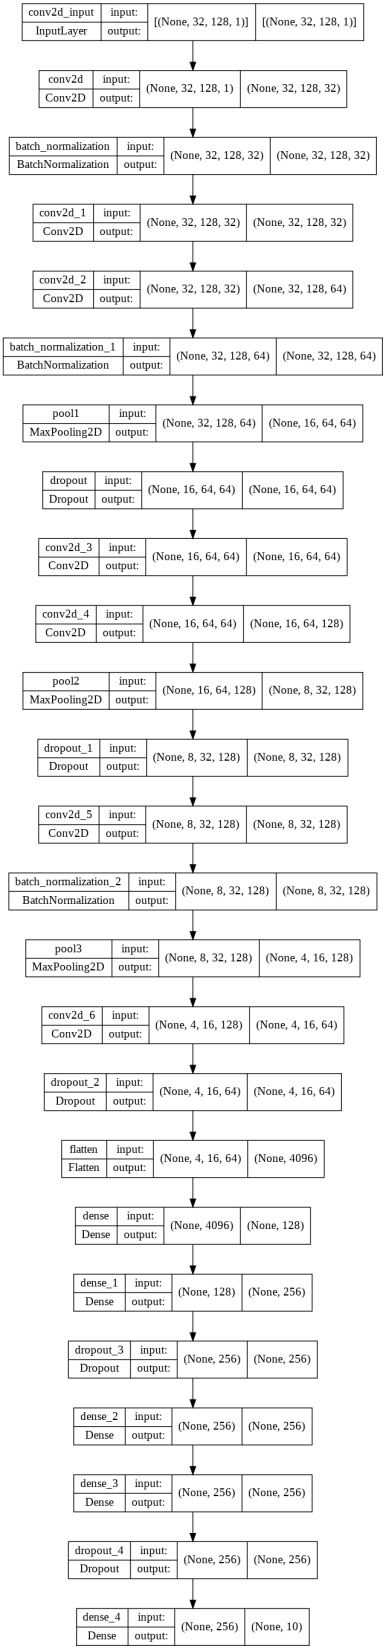 conv2d_input input: [(None, 32, 128, 1)] [(None, 32, 128, 1)]
InputLayer output:
conv2d input: (None, 32, 128, 1) (None, 32, 128, 32)
Conv2D output:
batch_normalization input: (None, 32, 128, 32) (None, 32, 128, 32)
BatchNormalization output:
conv2d_1 input: (None, 32, 128, 32) (None, 32, 128, 32)
Conv2D output:
conv2d_2 input: (None, 32, 128, 32) (None, 32, 128, 64)
Conv2D output:
batch_normalization_1 input: (None, 32, 128, 64) (None, 32, 128, 64)
BatchNormalization output:
pool1 input: (None, 32, 128, 64) (None, 16, 64, 64)
MaxPooling2D output:
dropout input: (None, 16, 64, 64) (None, 16, 64, 64)
Dropout output:
conv2d_3 input: (None, 16, 64, 64) (None, 16, 64, 64)
Conv2D output:
conv2d_4 input: (None, 16, 64, 64) (None, 16, 64, 128)
Conv2D output:
pool2 input: (None, 16, 64, 128) (None, 8, 32, 128)
MaxPooling2D output:
dropout_1 input: (None, 8, 32, 128) (None, 8, 32, 128)
Dropout output:
conv2d_5 input: (None, 8, 32, 128) (None, 8, 32, 128)
Conv2D output:
batch_normalization_2 input: (None, 8, 32, 128) (None, 8, 32, 128)
BatchNormalization output:
pool3 input: (None, 8, 32, 128) (None, 4, 16, 128)
MaxPooling2D output:
conv2d_6 input: (None, 4, 16, 128) (None, 4, 16, 64)
Conv2D output:
dropout_2 input: (None, 4, 16, 64) (None, 4, 16, 64)
Dropout output:
flatten input: (None, 4, 16, 64) (None, 4096)
Flatten output:
dense input: (None, 4096) (None, 128)
Dense output:
dense_1 input: (None, 128) (None, 256)
Dense output:
dropout_3 input: (None, 256) (None, 256)
Dropout output:
dense_2 input: (None, 256) (None, 256)
Dense output:
dense_3 input: (None, 256) (None, 256)
Dense output:
dropout_4 input: (None, 256) (None, 256)
Dropout output:
dense_4 input: (None, 256) (None, 10)
Dense output: